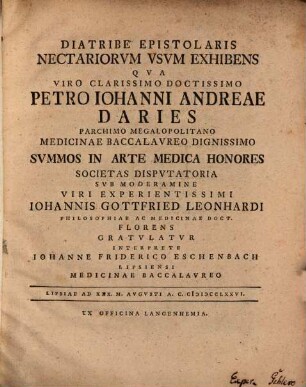 DIATRIBE EPISTOLARIS
NECTARIORVM VSVM EXHIBENS
QVA
VIRO CLARISSIMO DOCTISSIMO
PETRO IOHANNI ANDREAE
DARIES
PARCHIMO MEGALOPOLITANO
MEDICINAE BACCALAVREO DIGNISSIMO
SVMMOS IN ARTE MEDICA HONORES
SOCIETAS DISPVTATORIA
SVB MODERAMINE
VIRI EXPERIENTISSIMI
IOHANNIS GOTTFRIED LEONHARDI
PHILOSOPHIAE AC MEDICINAE DOCT.
FLORENS
GRATVLATVR
INTERPRETE
IOHANNE FRIDERICO ESCHENBACH
LIPSIENSI
MEDICINAE BACCALAVREO
LIPSIAE AD XXX. M. AVGVSTI A. C. CIƆIƆCCLXXVI.
EX OFFICINA LANGENHEMIA.